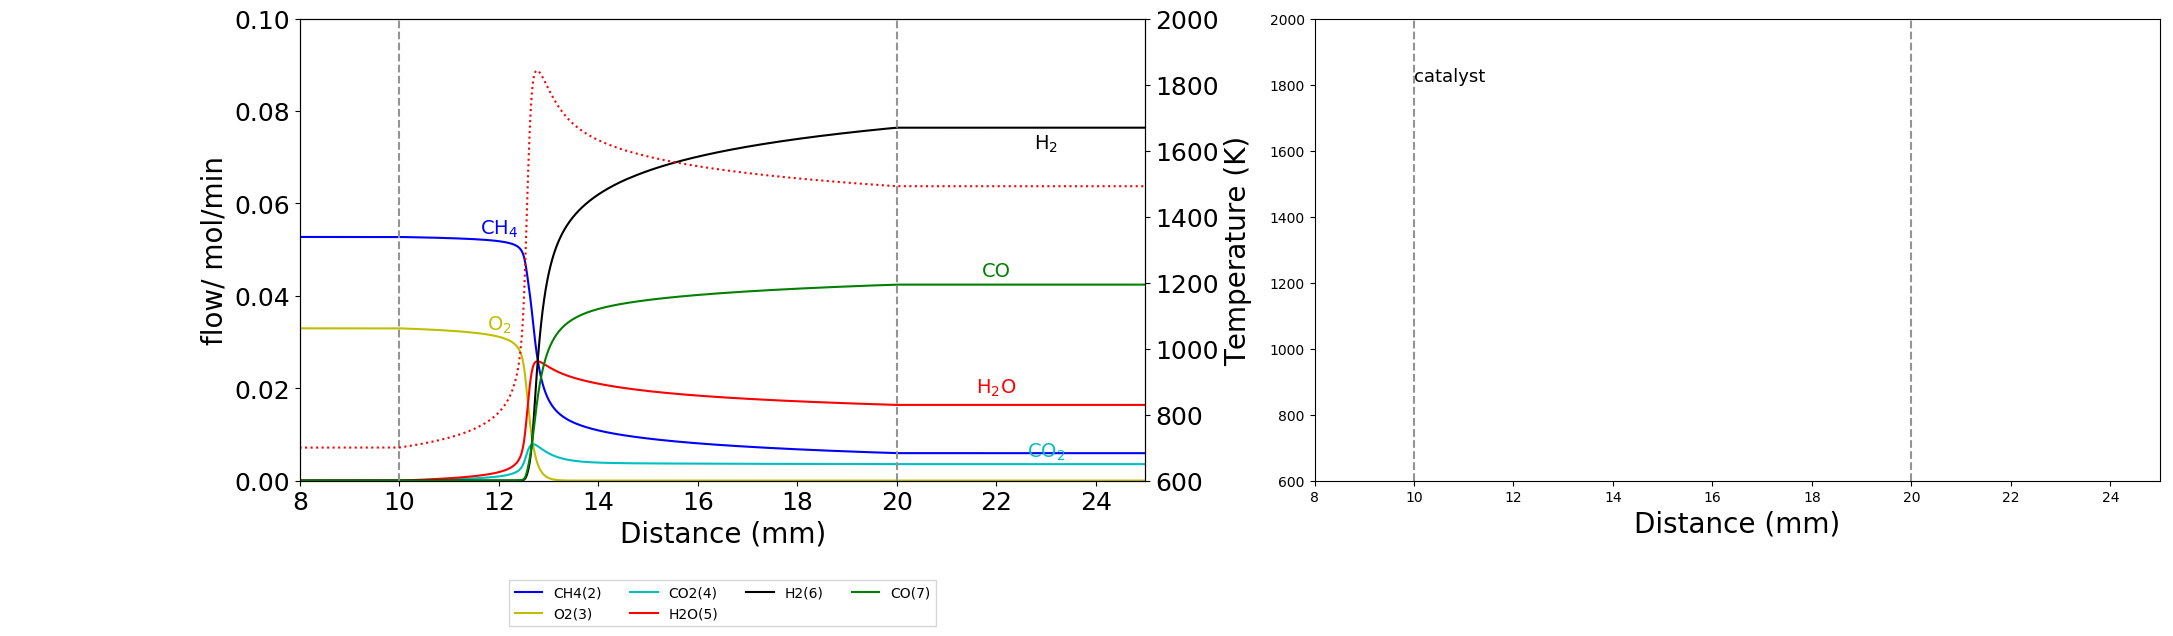 0.10
0.08
0.06
0.04
0.02
0.00
flow/ mol/min
8 10 12 14 16 18 20 22 24
Distance (mm)
2000
1800
1600
1400
1200
1000
800
600
Temperature (K)
CH₄
O₂
H₂
CO
H₂O
CO₂
CH4(2) CO2(4) H2(6) CO(7)
O2(3) H2O(5)
2000
1800
1600
1400
1200
1000
800
600
catalyst
8 10 12 14 16 18 20 22 24
Distance (mm)